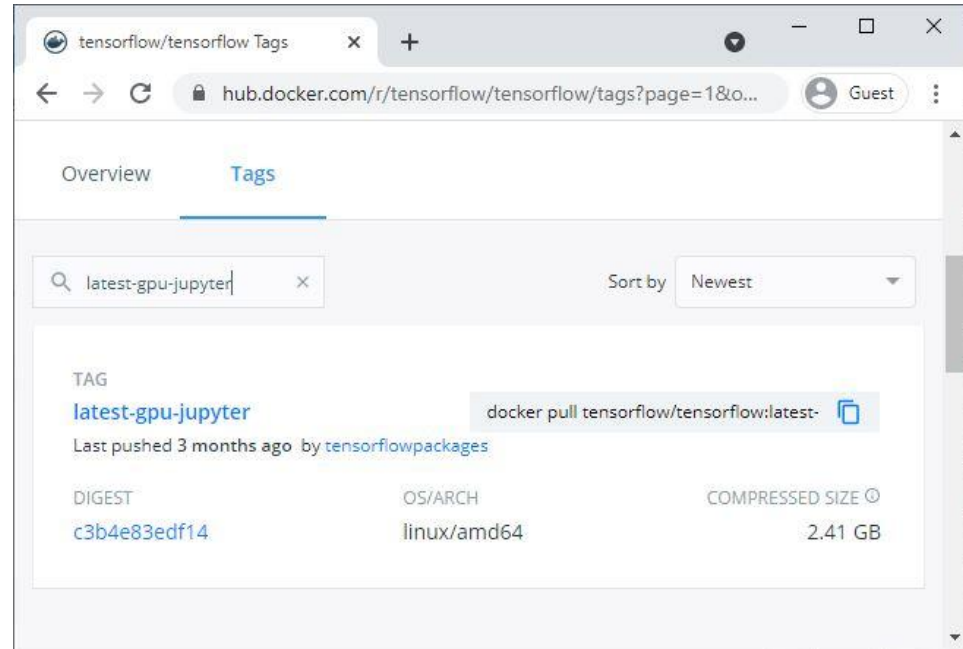 tensorflow/tensorflow Tags
hub.docker.com/r/tensorflow/tensorflow/tags?page=1&o...
Guest
Overview
Tags
latest-gpu-jupyter
Sort by
Newest
TAG
latest-gpu-jupyter
docker pull tensorflow/tensorflow:latest-
Last pushed 3 months ago by tensorflowpackages
DIGEST
OS/ARCH
COMPRESSED SIZE
c3b4e83edf14
linux/amd64
2.41 GB